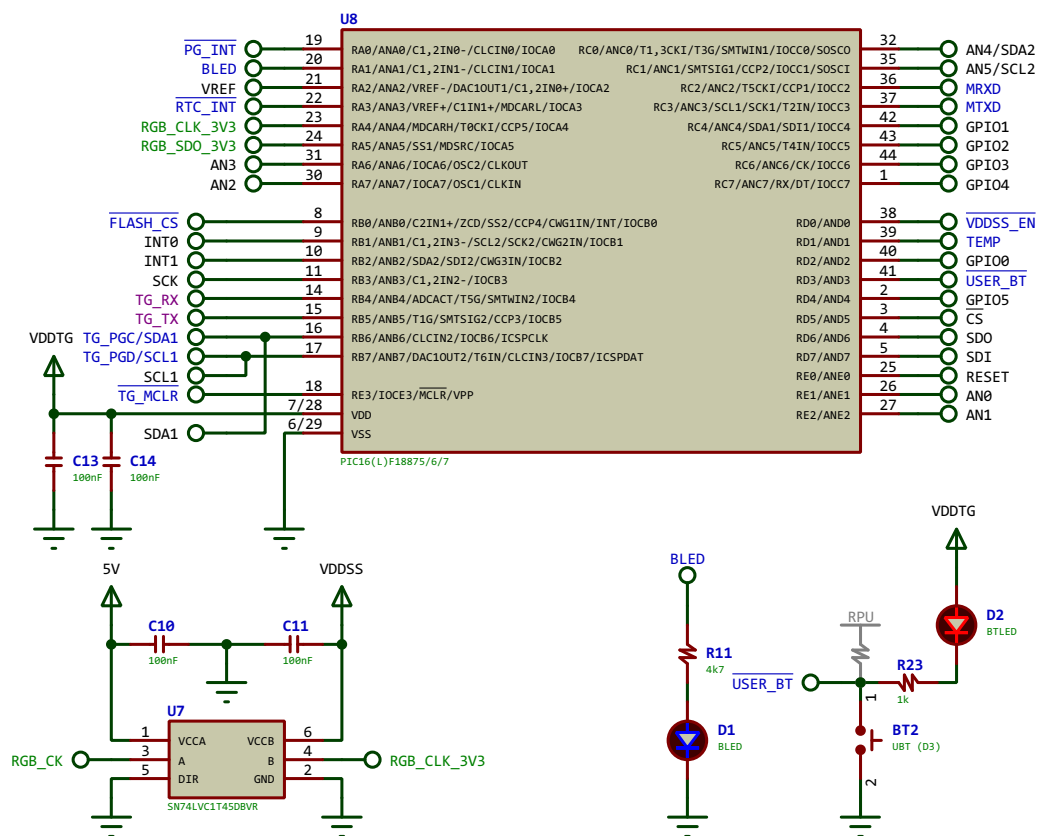 U8
PG_INT 19 RA0/ANA0/C1,2IN0-/CLCIN0/IOCA0 RC0/ANC0/T1,3CKI/T3G/SMTWIN1/IOCC0/SOSCO 32 AN4/SDA2
BLED 20 RA1/ANA1/C1,2IN1-/CLCIN1/IOCA1 RC1/ANC1/SMTSIG1/CCP2/IOCC1/SOSCI 35 AN5/SCL2
VREF 21 RA2/ANA2/VREF-/DAC1OUT1/C1,2IN0+/IOCA2 RC2/ANC2/T5CKI/CCP1/IOCC2 36 MRXD
RTC_INT 22 RA3/ANA3/VREF+/C1IN1+/MDCARL/IOCA3 RC3/ANC3/SCL1/SCK1/T2IN/IOCC3 37 MTXD
RGB_CLK_3V3 23 RA4/ANA4/MDCARH/T0CKI/CCP5/IOCA4 RC4/ANC4/SDA1/SDI1/IOCC4 42 GPIO1
RGB_SDO_3V3 24 RA5/ANA5/SS1/MDSRC/IOCA5 RC5/ANC5/T4IN/IOCC5 43 GPIO2
AN3 31 RA6/ANA6/IOCA6/OSC2/CLKOUT RC6/ANC6/CK/IOCC6 44 GPIO3
AN2 30 RA7/ANA7/IOCA7/OSC1/CLKIN RC7/ANC7/RX/DT/IOCC7 1 GPIO4
FLASH_CS 8 RB0/ANB0/C2IN1+/ZCD/SS2/CCP4/CWG1IN/INT/IOCB0 RD0/AND0 38 VDDSS_EN
INT0 9 RB1/ANB1/C1,2IN3-/SCL2/SCK2/CWG2IN/IOCB1 RD1/AND1 39 TEMP
INT1 10 RB2/ANB2/SDA2/SDI2/CWG3IN/IOCB2 RD2/AND2 40 GPIO0
SCK 11 RB3/ANB3/C1,2IN2-/IOCB3 RD3/AND3 41 USER_BT
TG_RX 14 RB4/ANB4/ADCACT/T5G/SMTWIN2/IOCB4 RD4/AND4 2 GPIO5
TG_TX 15 RB5/ANB5/T1G/SMTSIG2/CCP3/IOCB5 RD5/AND5 3 CS
VDDTG TG_PGC/SDA1 16 RB6/ANB6/CLCIN2/IOCB6/ICSPCLK RD6/AND6 4 SDO
TG_PGD/SCL1 17 RB7/ANB7/DAC1OUT2/T6IN/CLCIN3/IOCB7/ICSPDAT RD7/AND7 5 SDI
SCL1 RE0/ANE0 25 RESET
TG_MCLR 18 RE3/IOCE3/MCLR/VPP RE1/ANE1 26 AN0
7/28 VDD RE2/ANE2 27 AN1
SDA1 6/29 VSS
PIC16(L)F18875/6/7
C13 C14
100nF 100nF
VDDTG
5V VDDSS BLED
C10 C11 RPU D2
100nF 100nF BTLED
R11
4k7
USER_BT R23
1k
1
U7
1 VCCA VCCB 6
RGB_CK 3 A B 4 RGB_CLK_3V3
5 DIR GND 2
SN74LVC1T45DBVR
D1
BLED
BT2
UBT (D3)
2